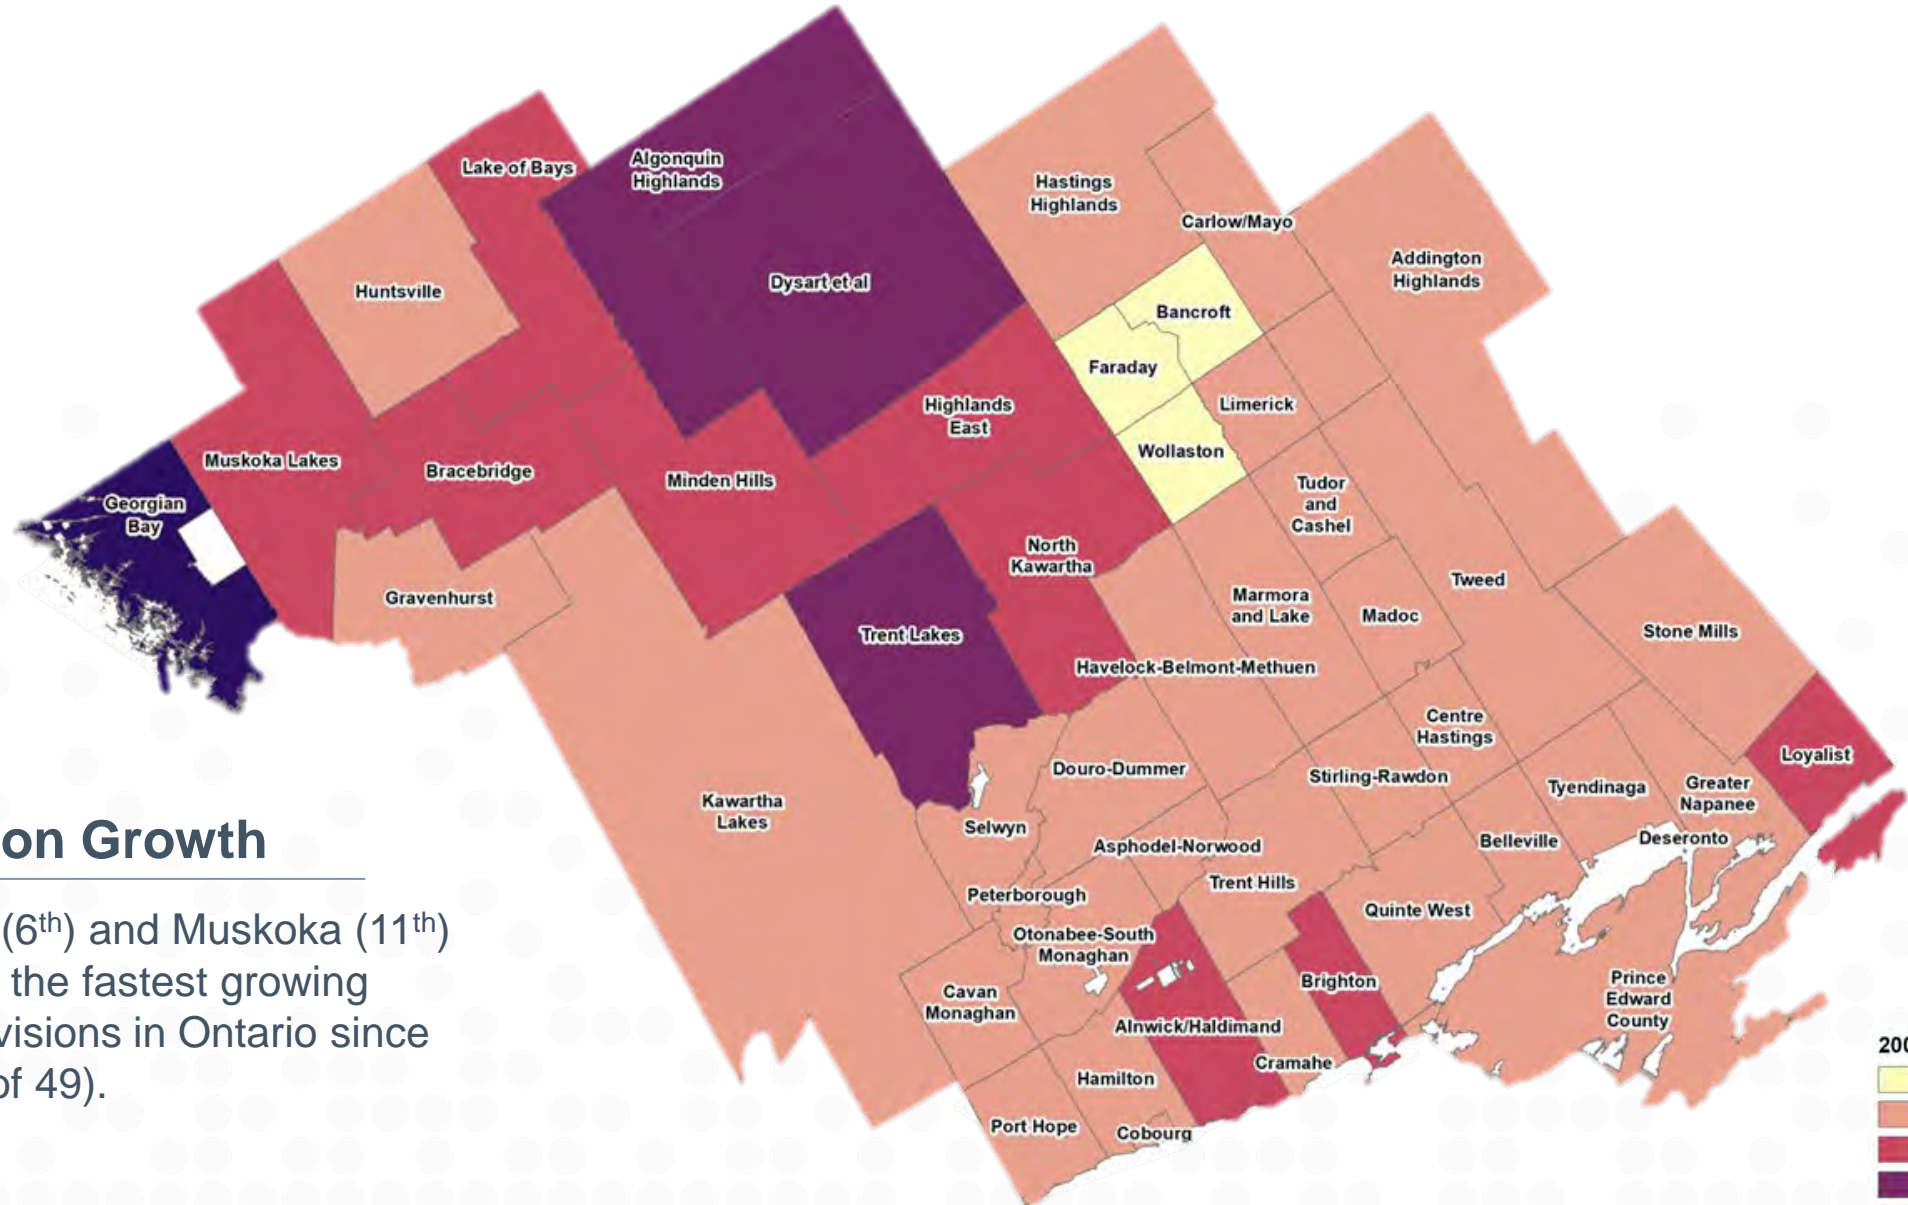 Lake of Bays
Algonquin
Highlands
Hastings
Highlands
Carlow/Mayo
Addington
Highlands
Huntsville
Dysart et al
Bancroft
Faraday
Highlands
East
Limerick
Wollaston
Muskoka Lakes
Bracebridge
Minden Hills
Georgian
Bay
Tudor
and
Cashel
North
Kawartha
Tweed
Gravenhurst
Marmora
and Lake
Madoc
Stone Mills
Trent Lakes
Havelock-Belmont-Methuen
Centre
Hastings
Loyalist
Douro-Dummer
Stirling-Rawdon
Tyendinaga
Greater
Napanee
Kawartha
Lakes
Selwyn
Asphodel-Norwood
Belleville
Deseronto
Peterborough
Trent Hills
Quinte West
Otonabee-South
Monaghan
Cavan
Monaghan
Brighton
Prince
Edward
County
Alnwick/Haldimand
Cramahe
Hamilton
Port Hope
Cobourg
on Growth
(6th) and Muskoka (11th)
the fastest growing
visions in Ontario since
of 49).
200